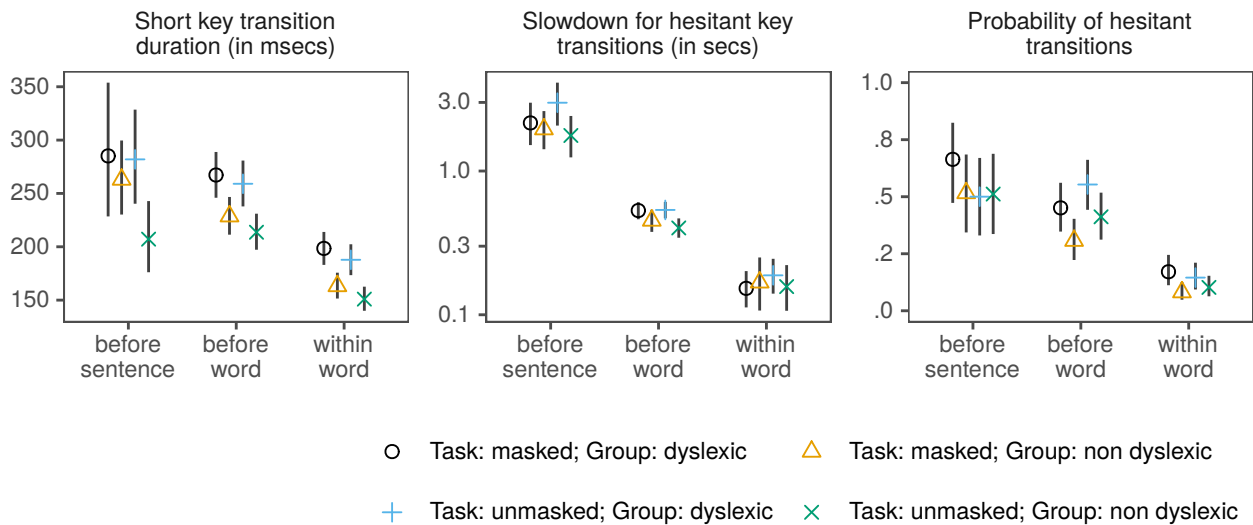 Short key transition
duration (in msecs)
Slowdown for hesitant key
transitions (in secs)
Probability of hesitant
transitions
350
300
250
200
150
before
sentence
before
word
within
word
3.0
1.0
0.3
0.1
before
sentence
before
word
within
word
1.0
.8
.5
.2
.0
before
sentence
before
word
within
word
Task: masked; Group: dyslexic
Task: masked; Group: non dyslexic
Task: unmasked; Group: dyslexic
Task: unmasked; Group: non dyslexic